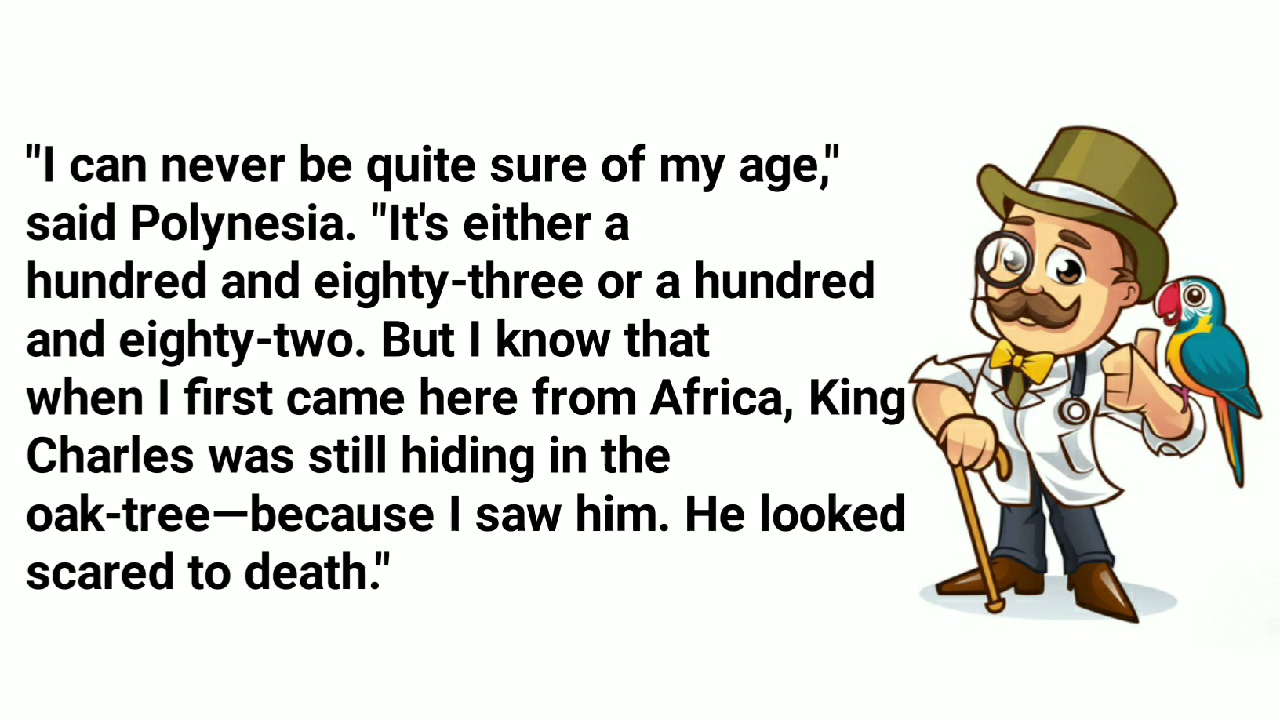 "I can never be quite sure of my age,"
said Polynesia. "It's either a
hundred and eighty-three or a hundred
and eighty-two. But I know that
when I first came here from Africa, King
Charles was still hiding in the
oak-tree—because I saw him. He looked
scared to death."